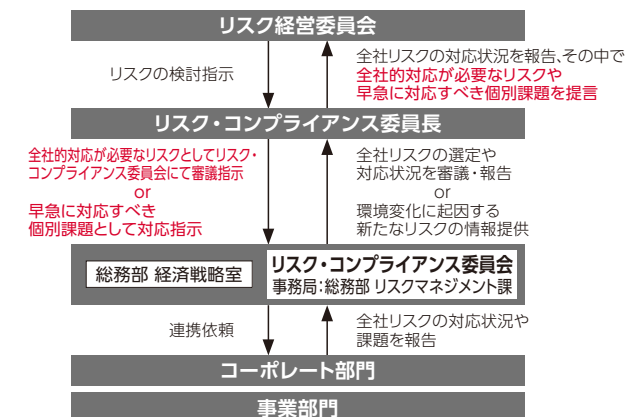 リスク経営委員会
リスクの検討指示
全社リスクの対応状況を報告、その中で
全社的対応が必要なリスクや
早急に対応すべき個別課題を提言
リスク・コンプライアンス委員長
全社的対応が必要なリスクとしてリスク・
コンプライアンス委員会にて審議指示
or
早急に対応すべき
個別課題として対応指示
全社リスクの選定や
対応状況を審議・報告
or
環境変化に起因する
新たなリスクの情報提供
総務部 経済戦略室
リスク・コンプライアンス委員会
事務局:総務部 リスクマネジメント課
連携依頼
全社リスクの対応状況や
課題を報告
コーポレート部門
事業部門